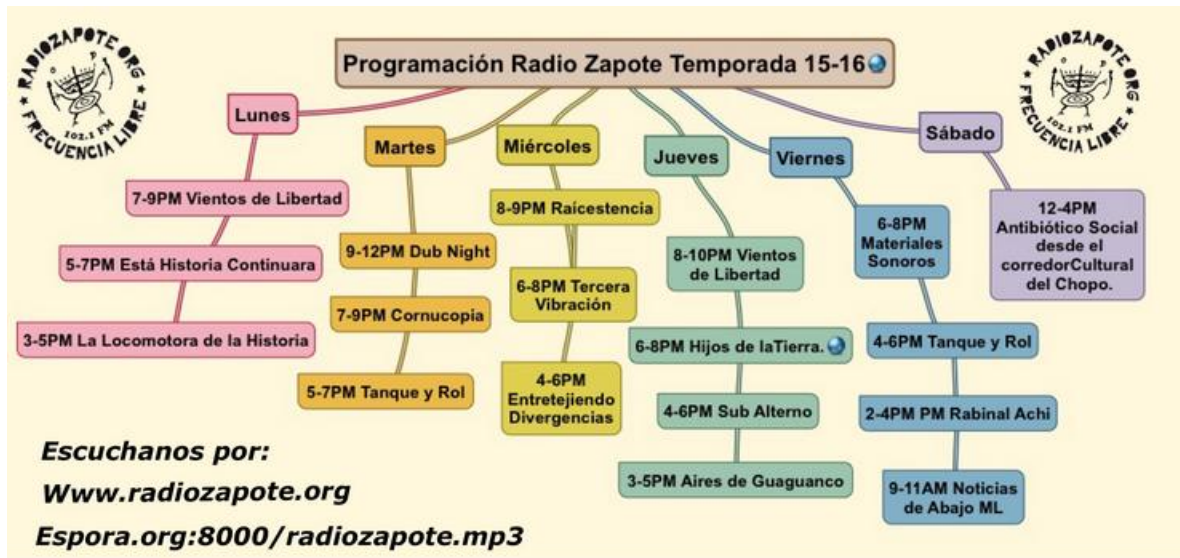 RADIOZAPOTE.ORG
102.1 FM
FRECUENCIA LIBRE
Programación Radio Zapote Temporada 15-16
RADIOZAPOTE.ORG
102.1 FM
FRECUENCIA LIBRE
Lunes
7-9PM Vientos de Libertad
5-7PM Está Historia Continuara
3-5PM La Locomotora de la Historia
Martes
9-12PM Dub Night
7-9PM Cornucopia
5-7PM Tanque y Rol
Miércoles
8-9PM Raícestencia
6-8PM Tercera
Vibración
4-6PM
Entretejiendo
Divergencias
Jueves
8-10PM Vientos
de Libertad
6-8PM Hijos de laTierra.
4-6PM Sub Alterno
3-5PM Aires de Guaguanco
Viernes
6-8PM
Materiales
Sonoros
4-6PM Tanque y Rol
2-4PM PM Rabinal Achi
9-11AM Noticias
de Abajo ML
Sábado
12-4PM
Antibiótico Social
desde el
corredorCultural
del Chopo.
Escuchanos por:
Www.radiozapote.org
Espora.org:8000/radiozapote.mp3